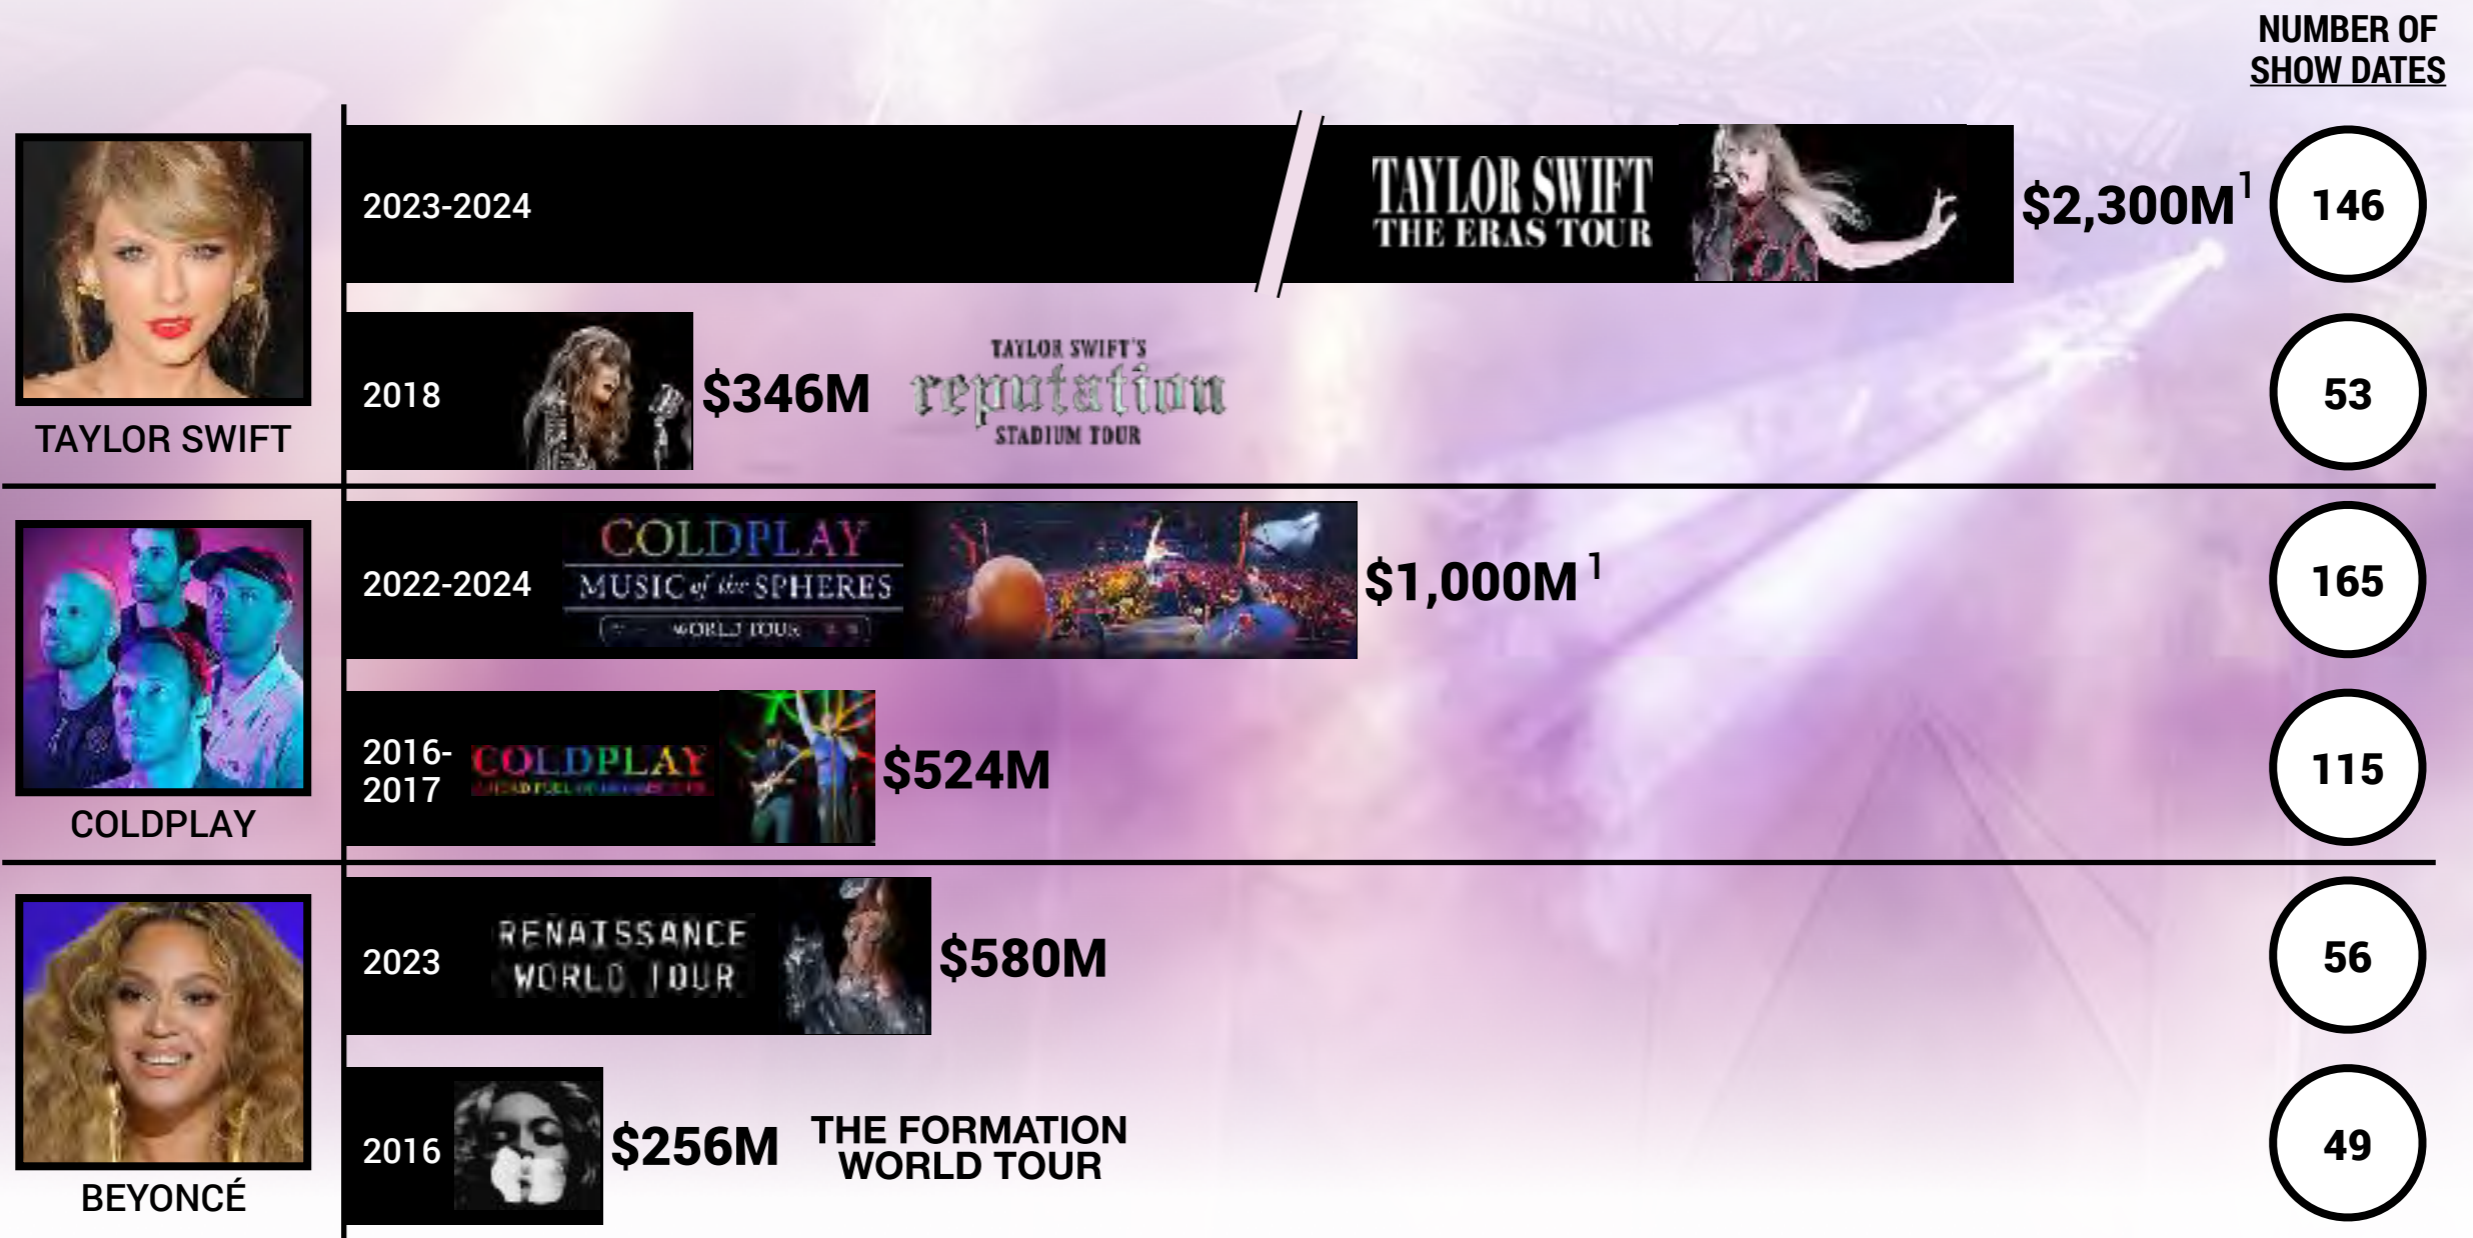 NUMBER OF
SHOW DATES
2023-2024
TAYLOR SWIFT
THE ERAS TOUR
$2,300M1
146
2018
$346M
TAYLOR SWIFT'S
reputation
STADIUM TOUR
53
TAYLOR SWIFT
2022-2024
COLDPLAY
MUSIC of the SPHERES
WORLD TOUR
$1,000M 1
165
2016-
2017
COLDPLAY
$524M
115
COLDPLAY
2023
RENAISSANCE
WORLD TOUR
$580M
56
2016
$256M
THE FORMATION
WORLD TOUR
49
BEYONCÉ